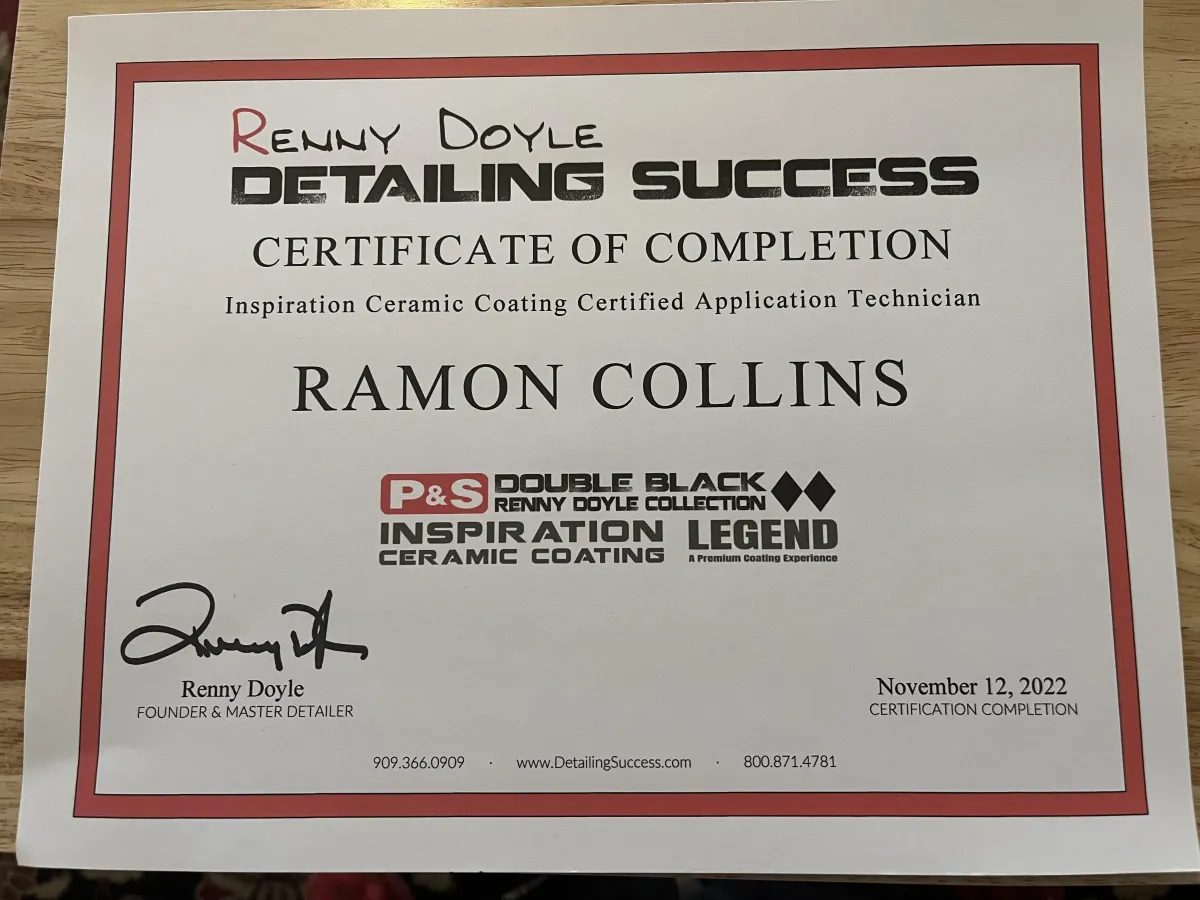 RENNY DOYLE
DETAILING SUCCESS
CERTIFICATE OF COMPLETION
Inspiration Ceramic Coating Certified Application Technician
RAMON COLLINS
P&S DOUBLE BLACK
RENNY DOYLE COLLECTION
INSPIRATION LEGEND
CERAMIC COATING A Premium Coating Experience
Renny Doyle
Renny Doyle November 12, 2022
FOUNDER & MASTER DETAILER CERTIFICATION COMPLETION
909.366.0909 · www.DetailingSuccess.com · 800.871.4781